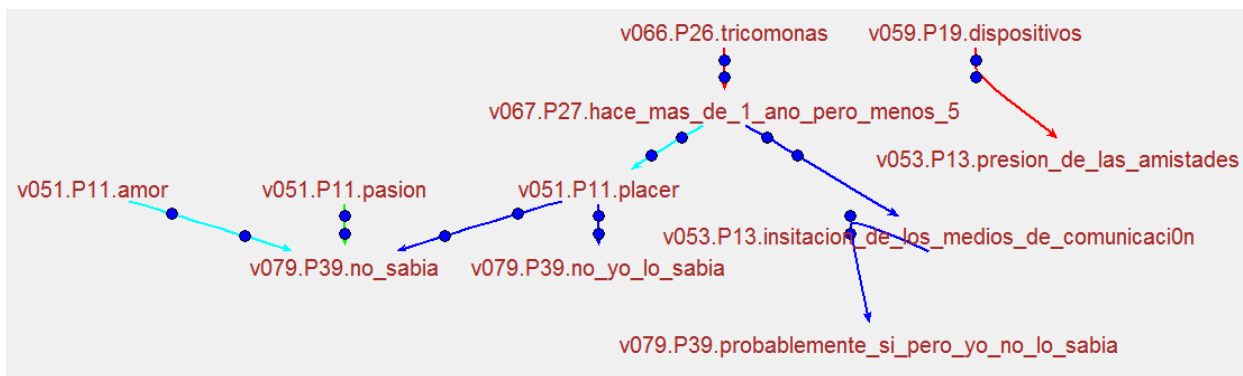 v066.P26.tricomonas
v059.P19.dispositivos
v067.P27.hace_mas_de_1_ano_pero_menos_5
v053.P13.presion_de_las_amistades
v051.P11.amor
v051.P11.pasion
v051.P11.placer
v053.P13.insitacion_de_los_medios_de_comunicaci0n
v079.P39.no_sabia
v079.P39.no_yo_lo_sabia
v079.P39.probablemente_si_pero_yo_no_lo_sabia